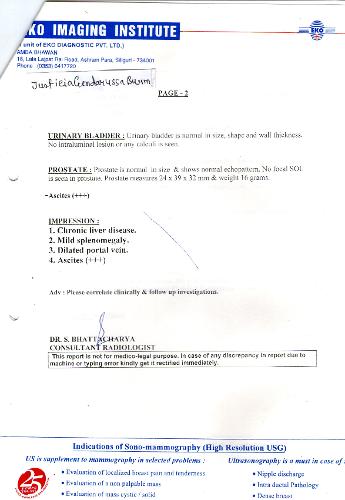 EKO IMAGING INSTITUTE
unit of EKO DIAGNOSTIC PVT. LTD.)
EKO
18, Lala Lajpat Rai Road, Ashram Para, Siliguri - 734001
Phone (0353) 6417720
PAGE - 2
URINARY BLADDER : Urinary bladder is normal in size, shape and wall thickness.
No intraluminal lesion or any calculi is seen.
PROSTATE : Prostate is normal in size & shows normal echopattern. No focal SOL
is seen in prostate. Prostate measures 24 x 39 x 32 mm & weight 16 grams.
-Ascites (+++)
IMPRESSION :
1. Chronic liver disease.
2. Mild splenomegaly.
3. Dilated portal vein.
4. Ascites (+++)
Adv : Please correlate clinically & follow up investigations.
DR. S. BHATTACHARYA
CONSULTANT RADIOLOGIST
This report is not for medico-legal purpose. In case of any discrepancy in report due to
machine or typing error kindly get it rectified immediately.
Indications of Sono-mammography (High Resolution USG)
US is supplement to mammography in selected problems :
• Evaluation of localized breast pain and tenderness
• Evaluation of a non palpable mass
• Evaluation of mass cystic / solid
Ultrasonography is a must in case of :
• Nipple discharge
• Intra ductal Pathology
• Dense breast
25